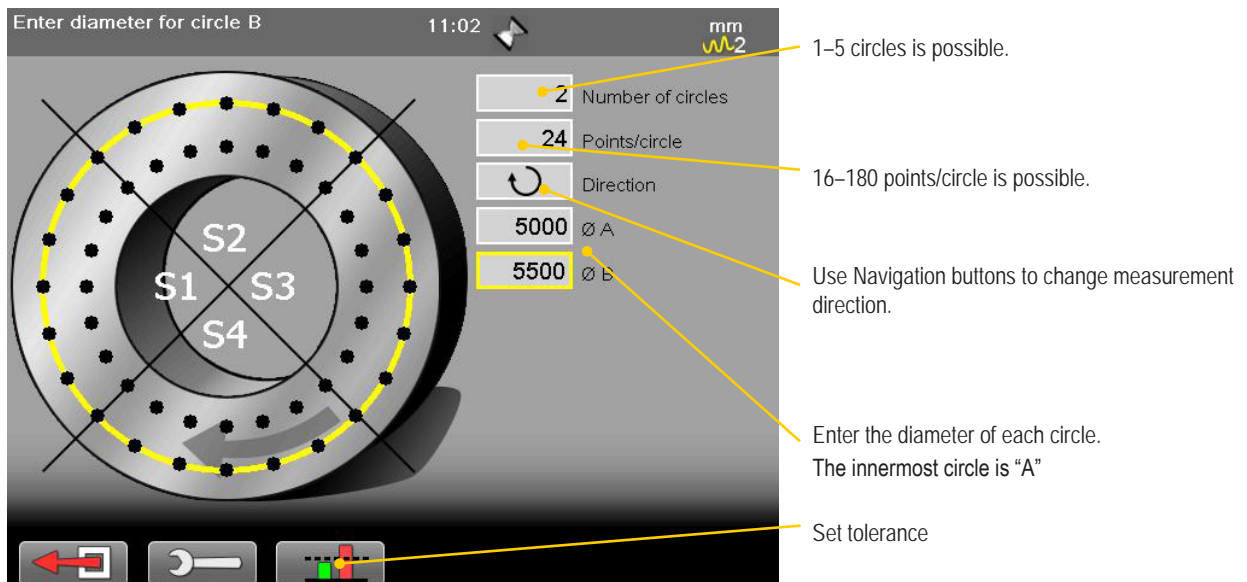 Enter diameter for circle B
11:02
mm
2
2 Number of circles
24 Points/circle
Direction
5000 Ø A
5500 Ø B
S2
S1 S3
S4
1–5 circles is possible.
16–180 points/circle is possible.
Use Navigation buttons to change measurement
direction.
Enter the diameter of each circle.
The innermost circle is “A”
Set tolerance